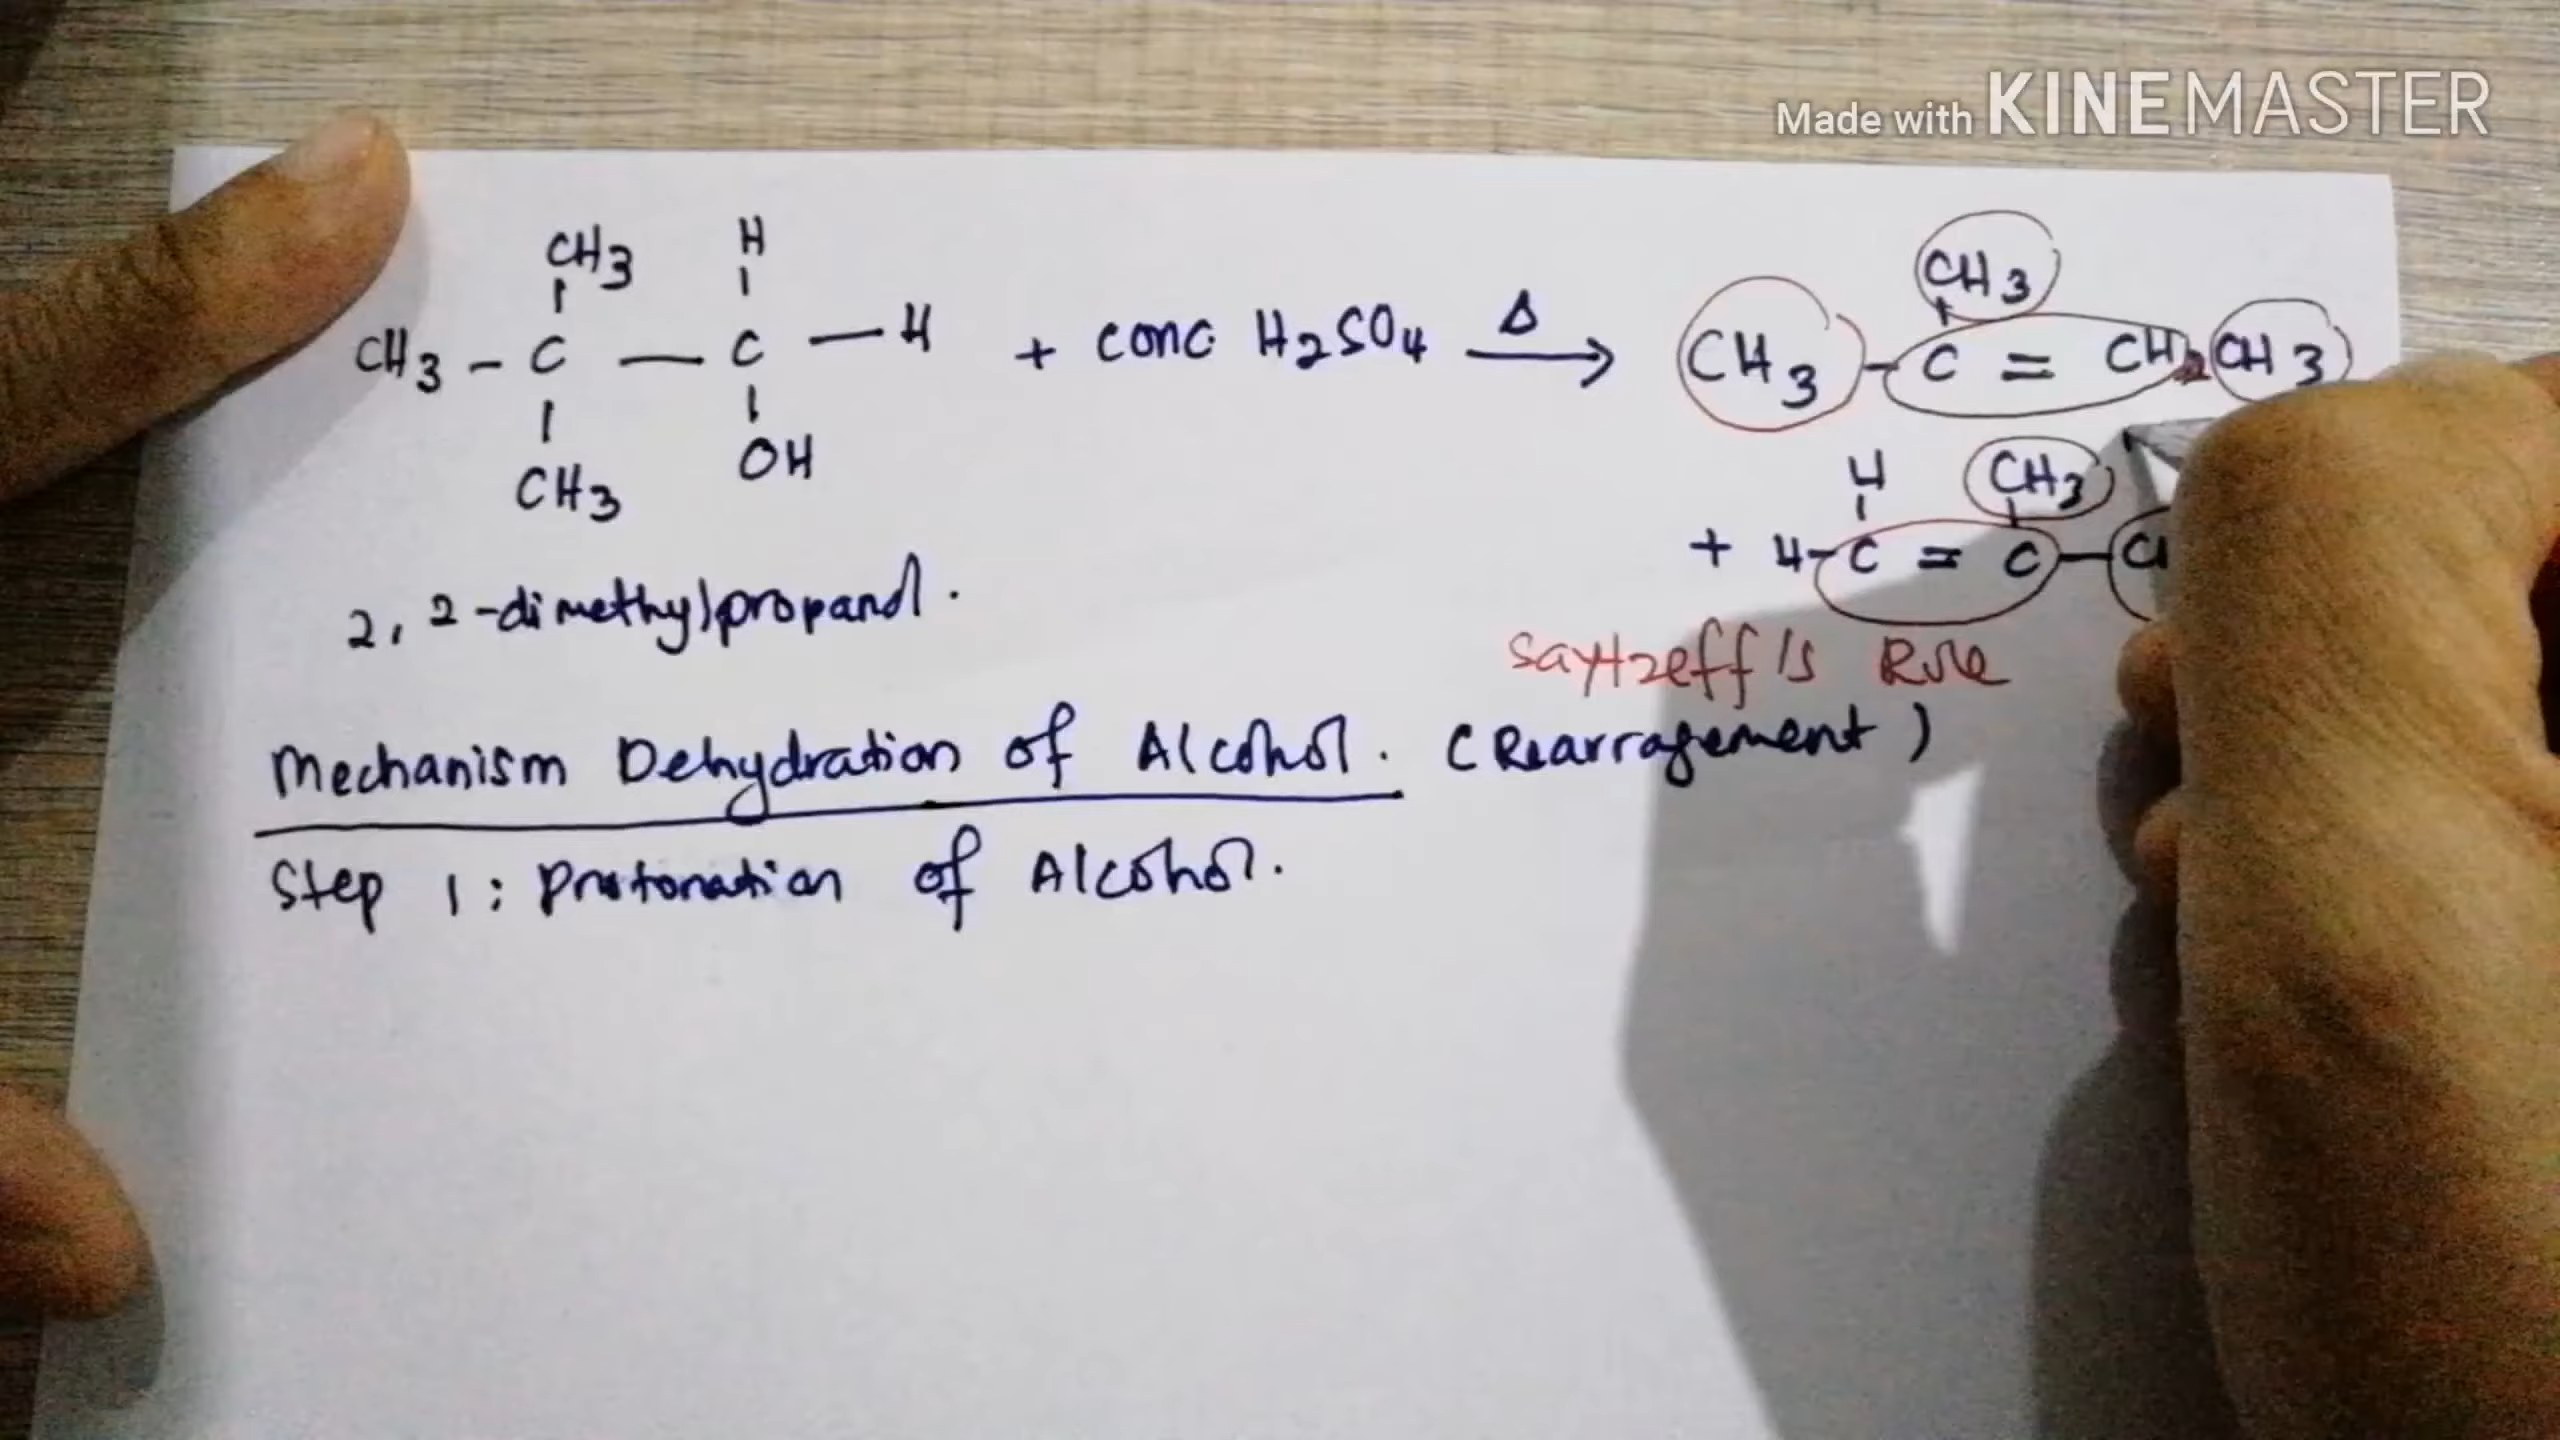 Made with KINEMASTER
CH3 H
CH3 - C — C — H + conc. H2SO4 Δ → CH3 - C = CH2 CH3
CH3
CH3 OH
H CH3
+ H - C = C —
2, 2-dimethylpropanol.
Saytzeff's Rule
Mechanism Dehydration of Alcohol. (Rearragement)
Step 1: Protonation of Alcohol.